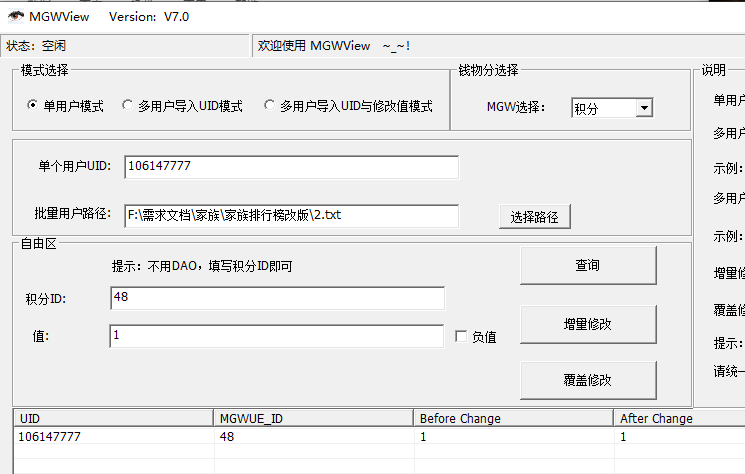 MGWView Version: V7.0
状态: 空闲
欢迎使用 MGWView ~_~!
模式选择
钱物分选择
说明
单用户模式
多用户导入UID模式
多用户导入UID与修改值模式
MGW选择:
积分
单用户
多用户
示例:
多用户
示例:
增量修
覆盖修
提示:
请统一
单个用户UID:
106147777
批量用户路径:
F:\需求文档\家族\家族排行榜改版\2.txt
选择路径
自由区
提示: 不用DAO，填写积分ID即可
查询
积分ID:
48
值:
1
负值
增量修改
覆盖修改
UID MGWUE_ID Before Change After Change
106147777 48 1 1